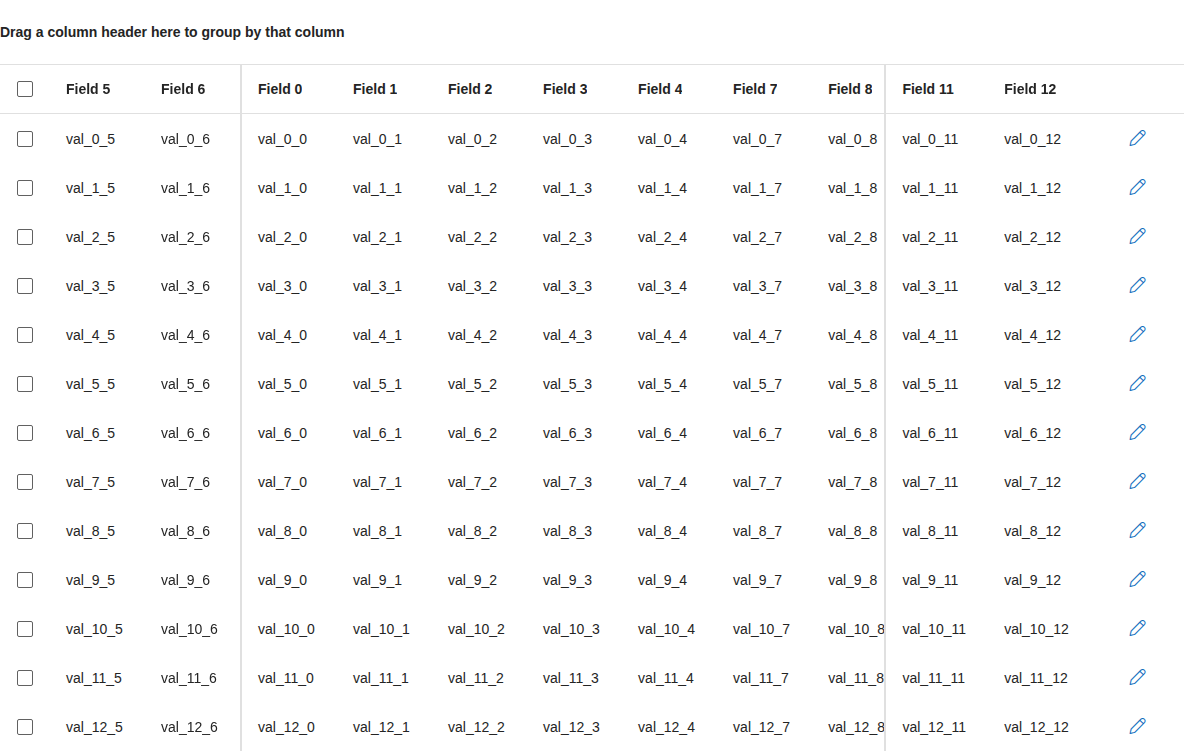 Drag a column header here to group by that column
Field 5 Field 6 Field 0 Field 1 Field 2 Field 3 Field 4 Field 7 Field 8 Field 11 Field 12
val_0_5 val_0_6 val_0_0 val_0_1 val_0_2 val_0_3 val_0_4 val_0_7 val_0_8 val_0_11 val_0_12
val_1_5 val_1_6 val_1_0 val_1_1 val_1_2 val_1_3 val_1_4 val_1_7 val_1_8 val_1_11 val_1_12
val_2_5 val_2_6 val_2_0 val_2_1 val_2_2 val_2_3 val_2_4 val_2_7 val_2_8 val_2_11 val_2_12
val_3_5 val_3_6 val_3_0 val_3_1 val_3_2 val_3_3 val_3_4 val_3_7 val_3_8 val_3_11 val_3_12
val_4_5 val_4_6 val_4_0 val_4_1 val_4_2 val_4_3 val_4_4 val_4_7 val_4_8 val_4_11 val_4_12
val_5_5 val_5_6 val_5_0 val_5_1 val_5_2 val_5_3 val_5_4 val_5_7 val_5_8 val_5_11 val_5_12
val_6_5 val_6_6 val_6_0 val_6_1 val_6_2 val_6_3 val_6_4 val_6_7 val_6_8 val_6_11 val_6_12
val_7_5 val_7_6 val_7_0 val_7_1 val_7_2 val_7_3 val_7_4 val_7_7 val_7_8 val_7_11 val_7_12
val_8_5 val_8_6 val_8_0 val_8_1 val_8_2 val_8_3 val_8_4 val_8_7 val_8_8 val_8_11 val_8_12
val_9_5 val_9_6 val_9_0 val_9_1 val_9_2 val_9_3 val_9_4 val_9_7 val_9_8 val_9_11 val_9_12
val_10_5 val_10_6 val_10_0 val_10_1 val_10_2 val_10_3 val_10_4 val_10_7 val_10_8 val_10_11 val_10_12
val_11_5 val_11_6 val_11_0 val_11_1 val_11_2 val_11_3 val_11_4 val_11_7 val_11_8 val_11_11 val_11_12
val_12_5 val_12_6 val_12_0 val_12_1 val_12_2 val_12_3 val_12_4 val_12_7 val_12_8 val_12_11 val_12_12